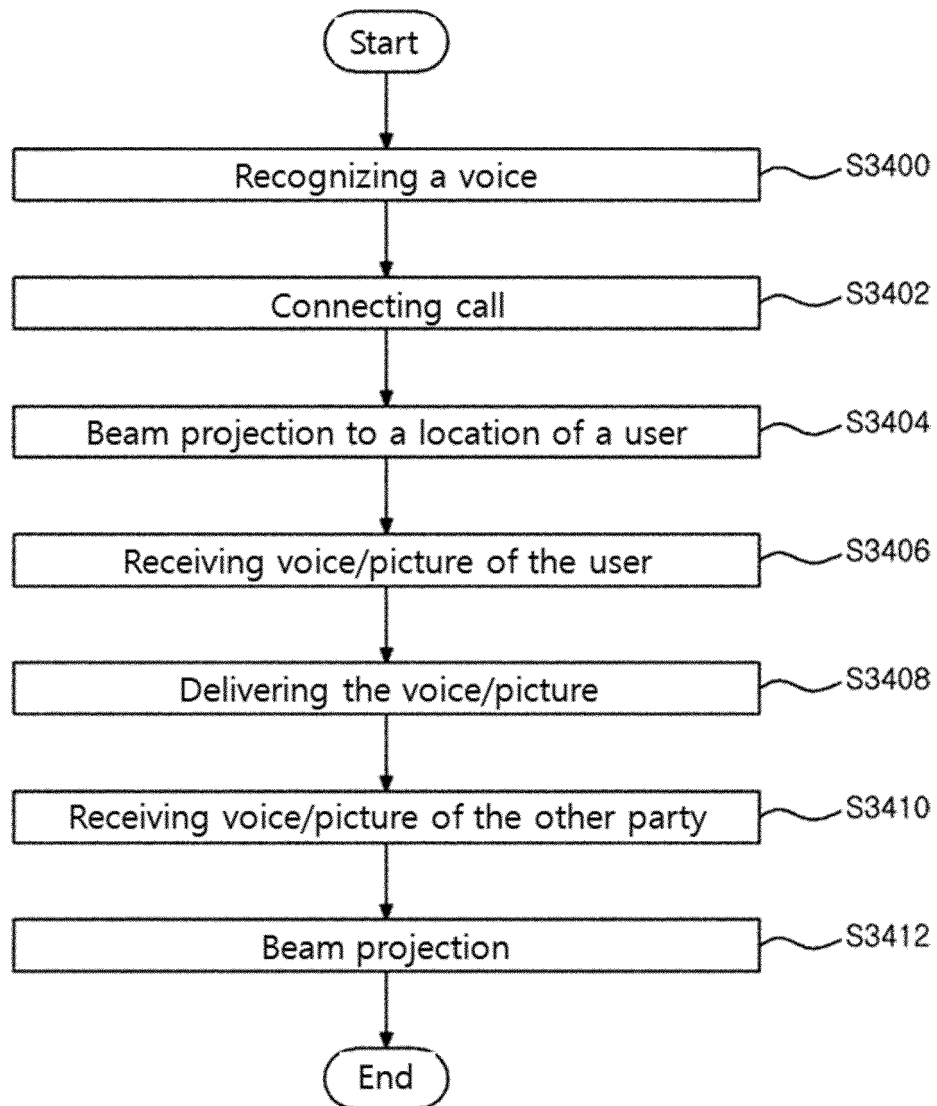 Start
Recognizing a voice
S3400
Connecting call
S3402
Beam projection to a location of a user
S3404
Receiving voice/picture of the user
S3406
Delivering the voice/picture
S3408
Receiving voice/picture of the other party
S3410
Beam projection
S3412
End